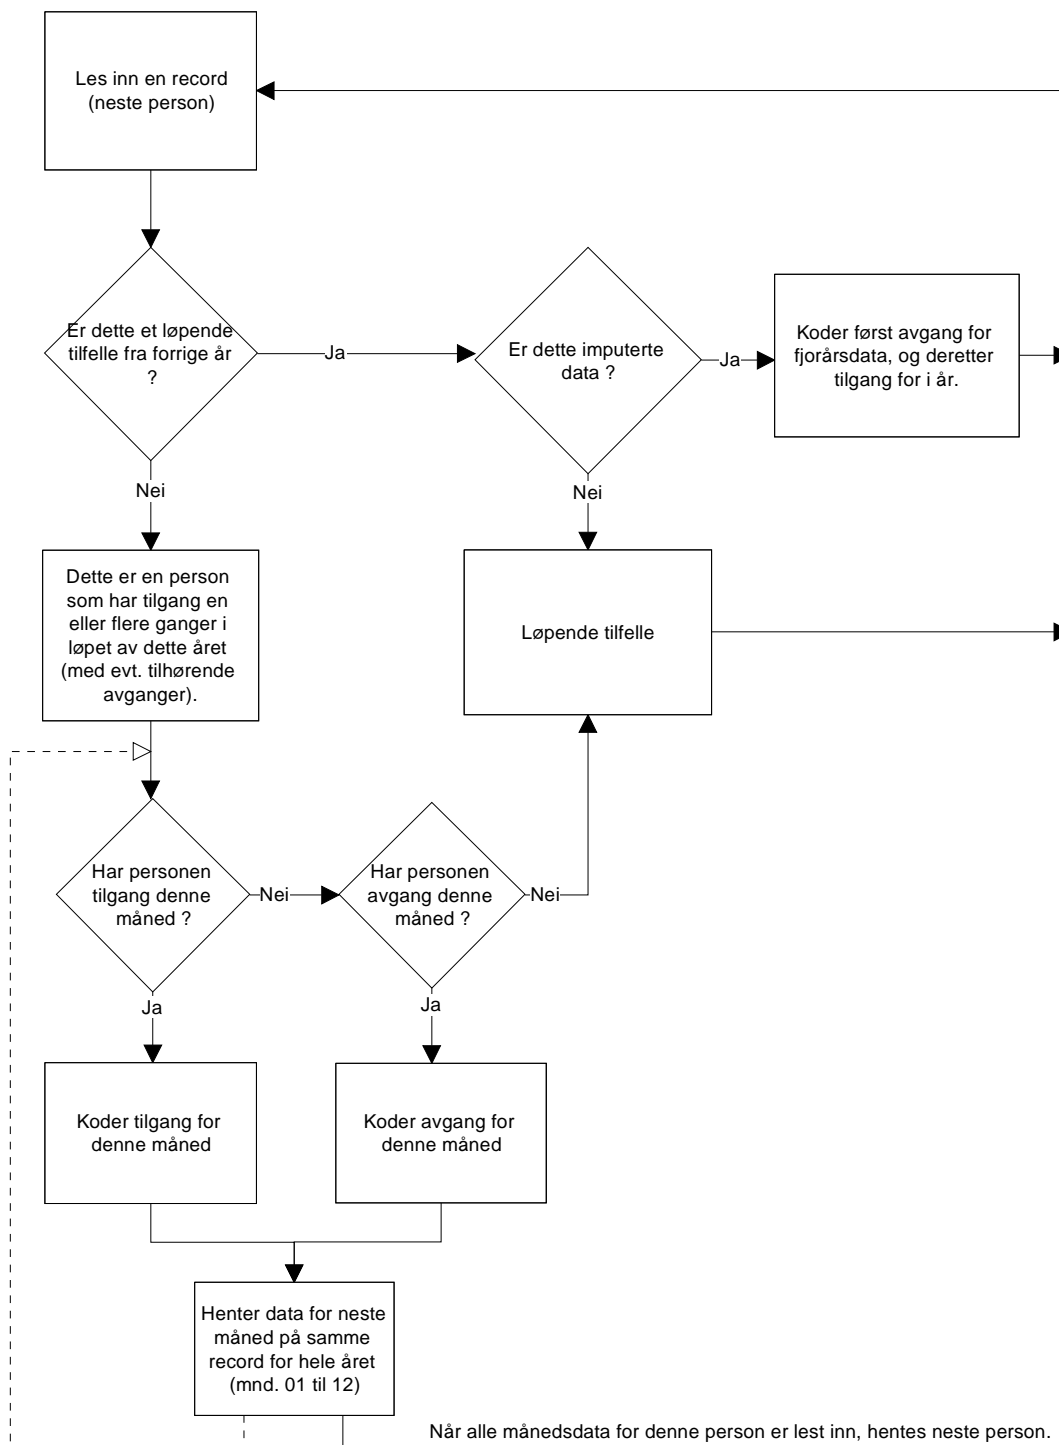 Les inn en record
(neste person)
Er dette et løpende
tilfelle fra forrige år
?
Ja
Er dette imputerte
data ?
Ja
Koder først avgang for
fjorårsdata, og deretter
tilgang for i år.
Nei
Nei
Dette er en person
som har tilgang en
eller flere ganger i
løpet av dette året
(med evt. tilhørende
avganger).
Løpende tilfelle
Har personen
tilgang denne
måned ?
Nei
Har personen
avgang denne
måned ?
Nei
Ja
Ja
Koder tilgang for
denne måned
Koder avgang for
denne måned
Henter data for neste
måned på samme
record for hele året
(mnd. 01 til 12)
Når alle månedsdata for denne person er lest inn, hentes neste person.